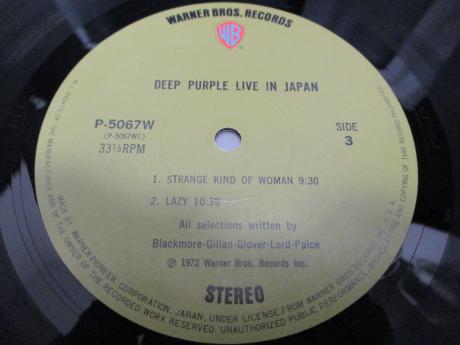 WARNER BROS. RECORDS
WB
DEEP PURPLE LIVE IN JAPAN
P-5067W
(P-5067W1)
33⅓RPM
SIDE
3
1. STRANGE KIND OF WOMAN 9:30
2. LAZY 10:39
All selections written by
Blackmore-Gillan-Glover-Lord-Paice
Ⓟ 1972 Warner Bros. Records Inc.
STEREO
MADE BY WARNER-PIONEER CORPORATION, JAPAN, UNDER LICENSE FROM WARNER BROS. RECORDS INC., U.S.A.
ALL RIGHTS OF THE MANUFACTURER AND OF THE OWNER OF THE RECORDED WORK RESERVED. UNAUTHORIZED PUBLIC PERFORMANCE, BROADCASTING AND COPYING OF THIS RECORD PROHIBITED.